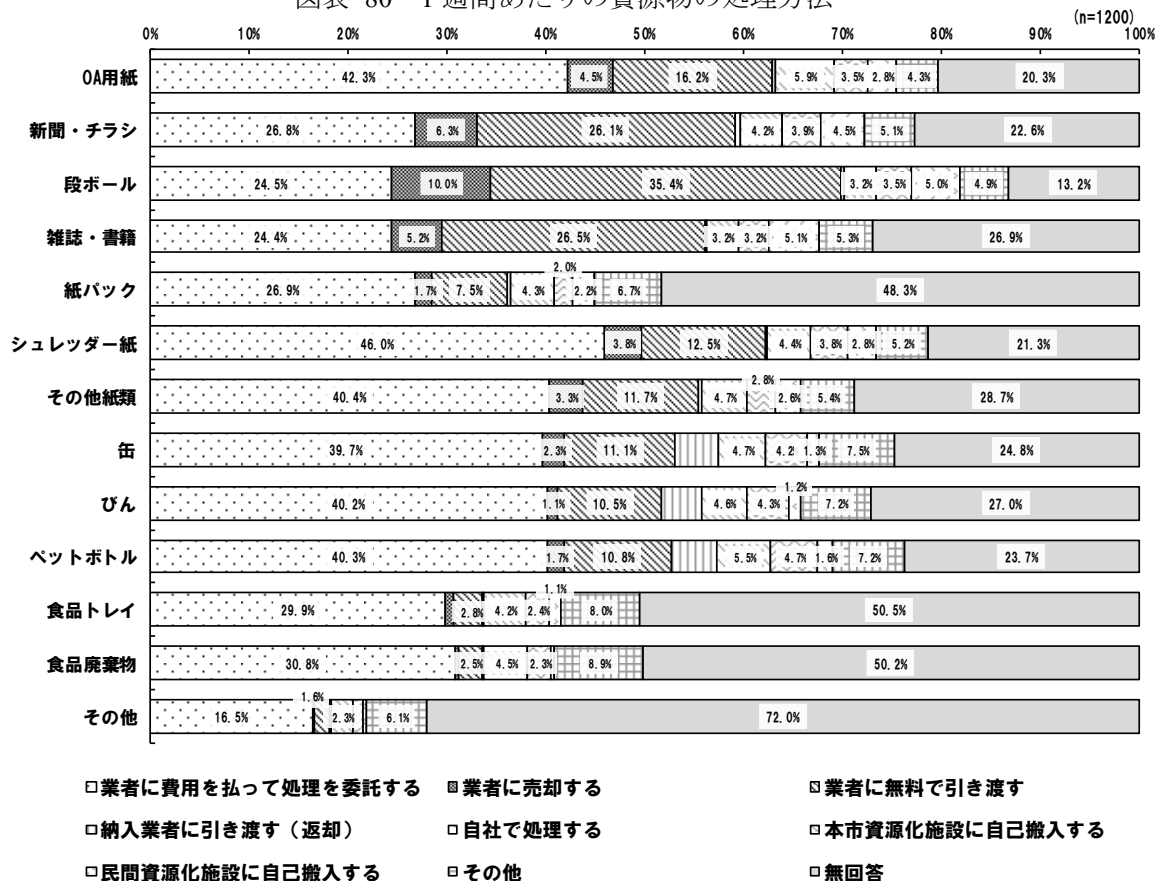 図表 80 1週間あたりの資源物の処理方法
(n=1200)
0% 10% 20% 30% 40% 50% 60% 70% 80% 90% 100%
OA用紙 42.3% 4.5% 16.2% 5.9% 3.5% 2.8% 4.3% 20.3%
新聞・チラシ 26.8% 6.3% 26.1% 4.2% 3.9% 4.5% 5.1% 22.6%
段ボール 24.5% 10.0% 35.4% 3.2% 3.5% 5.0% 4.9% 13.2%
雑誌・書籍 24.4% 5.2% 26.5% 3.2% 3.2% 5.1% 5.3% 26.9%
紙パック 26.9% 1.7% 7.5% 4.3% 2.0% 2.2% 6.7% 48.3%
シュレッダー紙 46.0% 3.8% 12.5% 4.4% 3.8% 2.8% 5.2% 21.3%
その他紙類 40.4% 3.3% 11.7% 4.7% 2.8% 2.6% 5.4% 28.7%
缶 39.7% 2.3% 11.1% 4.7% 4.2% 1.3% 7.5% 24.8%
びん 40.2% 1.1% 10.5% 4.6% 4.3% 1.2% 7.2% 27.0%
ペットボトル 40.3% 1.7% 10.8% 5.5% 4.7% 1.6% 7.2% 23.7%
食品トレイ 29.9% 2.8% 4.2% 2.4% 1.1% 8.0% 50.5%
食品廃棄物 30.8% 2.5% 4.5% 2.3% 8.9% 50.2%
その他 16.5% 1.6% 2.3% 6.1% 72.0%
業者に費用を払って処理を委託する 業者に売却する 業者に無料で引き渡す
納入業者に引き渡す（返却） 自社で処理する 本市資源化施設に自己搬入する
民間資源化施設に自己搬入する その他 無回答